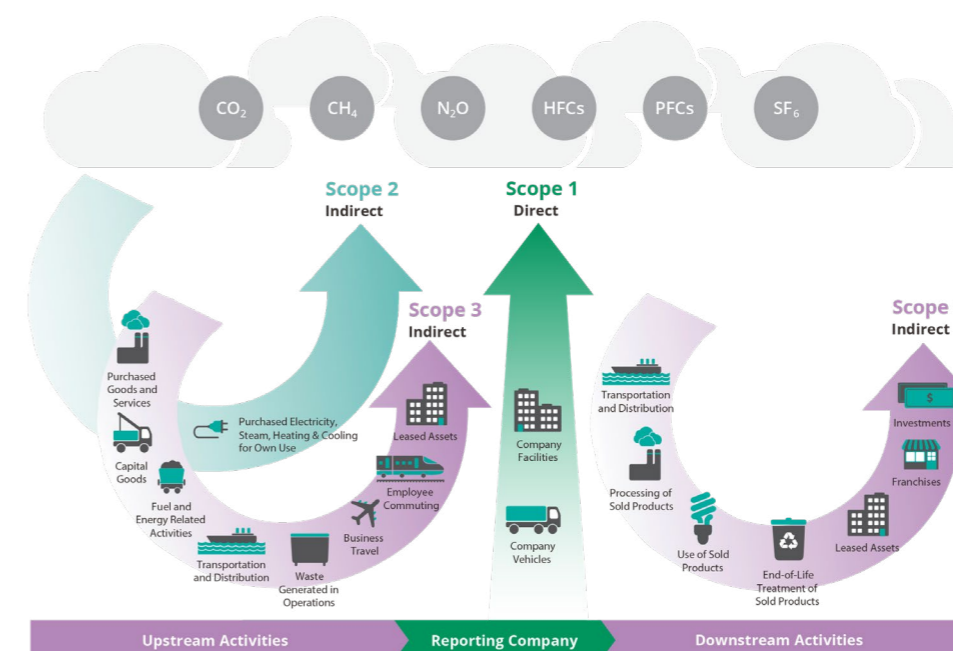 CO₂
CH₄
N₂O
HFCs
PFCs
SF₆
Scope 2
Indirect
Scope 1
Direct
Scope 3
Indirect
Scope
Indirect
Purchased
Goods and
Services
Capital
Goods
Fuel and
Energy Related
Activities
Transportation
and Distribution
Waste
Generated in
Operations
Business
Travel
Employee
Commuting
Leased Assets
Purchased Electricity,
Steam, Heating & Cooling
for Own Use
Company
Facilities
Company
Vehicles
Transportation
and Distribution
Processing of
Sold Products
Use of Sold
Products
End-of-Life
Treatment of
Sold Products
Leased Assets
Franchises
$
Investments
Upstream Activities
Reporting Company
Downstream Activities